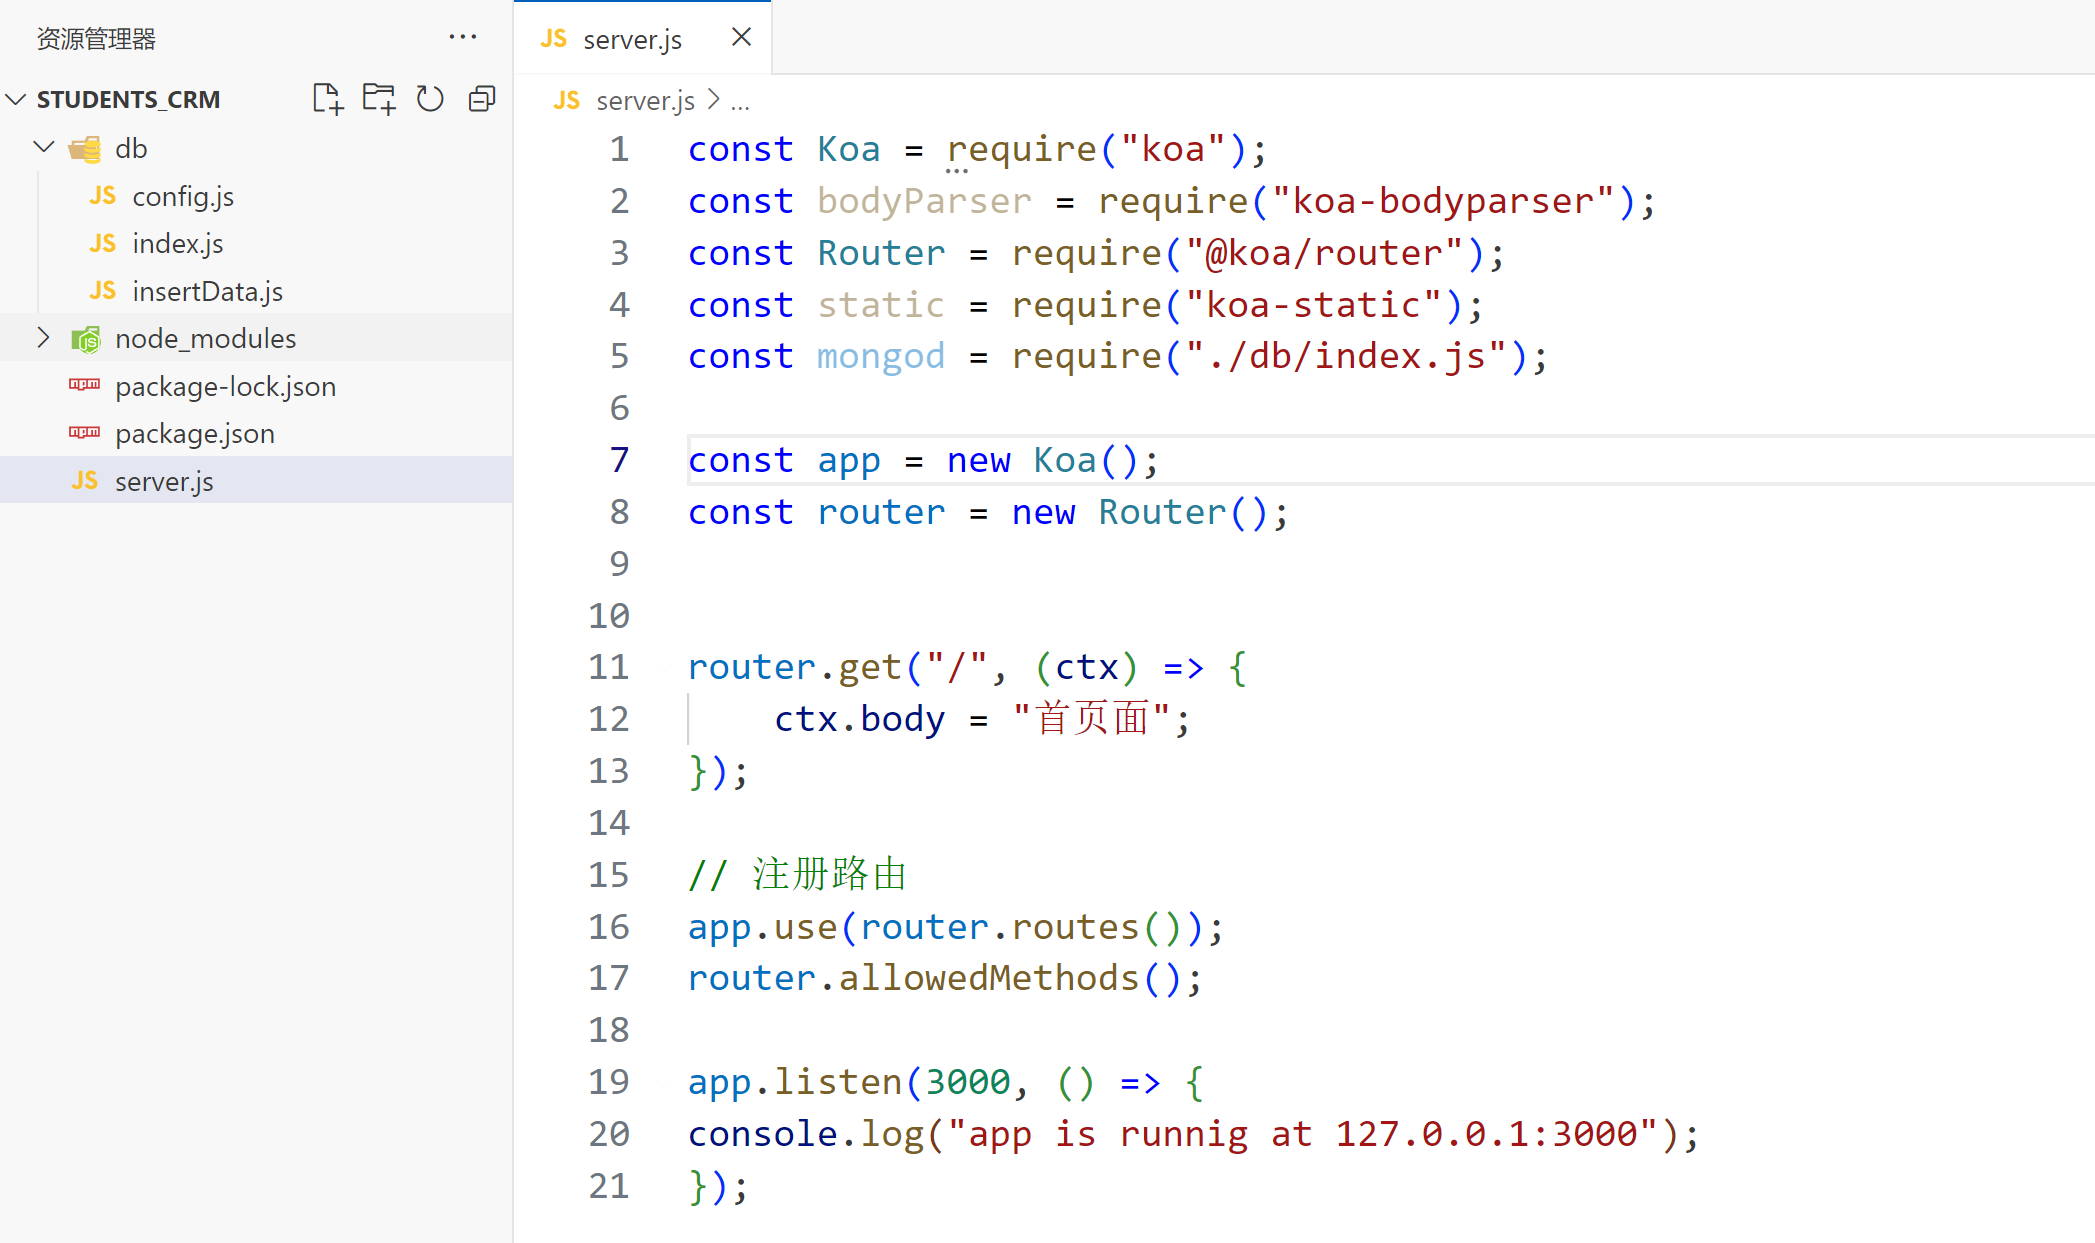 资源管理器
···
STUDENTS_CRM
db
JS config.js
JS index.js
JS insertData.js
node_modules
package-lock.json
package.json
JS server.js
JS server.js
JS server.js > ...
1 const Koa = require("koa");
2 const bodyParser = require("koa-bodyparser");
3 const Router = require("@koa/router");
4 const static = require("koa-static");
5 const mongod = require("./db/index.js");
6
7 const app = new Koa();
8 const router = new Router();
9
10
11 router.get("/", (ctx) => {
12 ctx.body = "首页面";
13 });
14
15 // 注册路由
16 app.use(router.routes());
17 router.allowedMethods();
18
19 app.listen(3000, () => {
20 console.log("app is runnig at 127.0.0.1:3000");
21 });